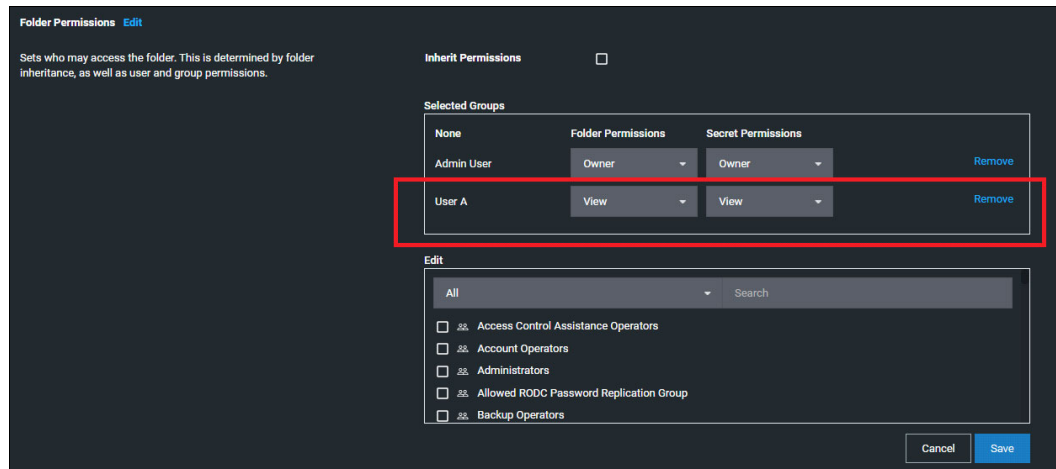 Folder Permissions Edit
Sets who may access the folder. This is determined by folder
inheritance, as well as user and group permissions.
Inherit Permissions
Selected Groups
None Folder Permissions Secret Permissions
Admin User Owner Owner Remove
User A View View Remove
Edit
All Search
Access Control Assistance Operators
Account Operators
Administrators
Allowed RODC Password Replication Group
Backup Operators
Cancel Save